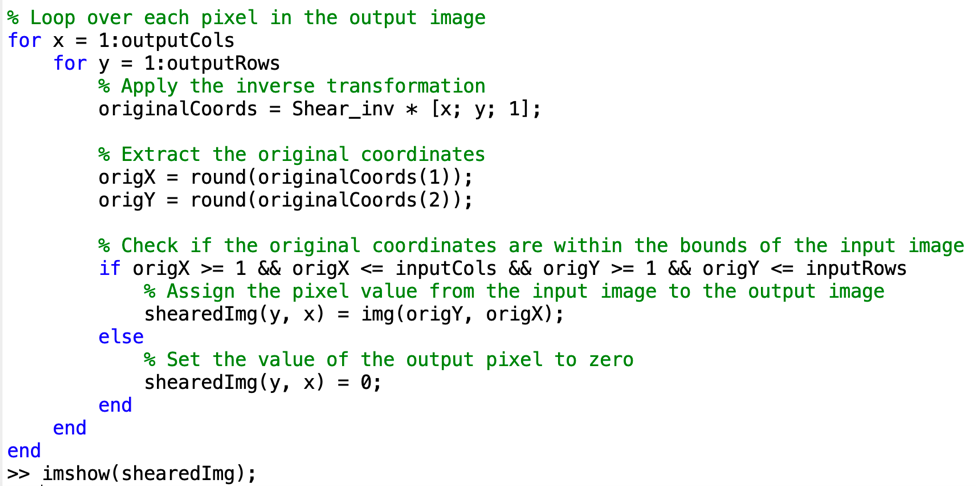 % Loop over each pixel in the output image
for x = 1:outputCols
    for y = 1:outputRows
        % Apply the inverse transformation
        originalCoords = Shear_inv * [x; y; 1];

        % Extract the original coordinates
        origX = round(originalCoords(1));
        origY = round(originalCoords(2));

        % Check if the original coordinates are within the bounds of the input image
        if origX >= 1 && origX <= inputCols && origY >= 1 && origY <= inputRows
            % Assign the pixel value from the input image to the output image
            shearedImg(y, x) = img(origY, origX);
        else
            % Set the value of the output pixel to zero
            shearedImg(y, x) = 0;
        end
    end
end
>> imshow(shearedImg);